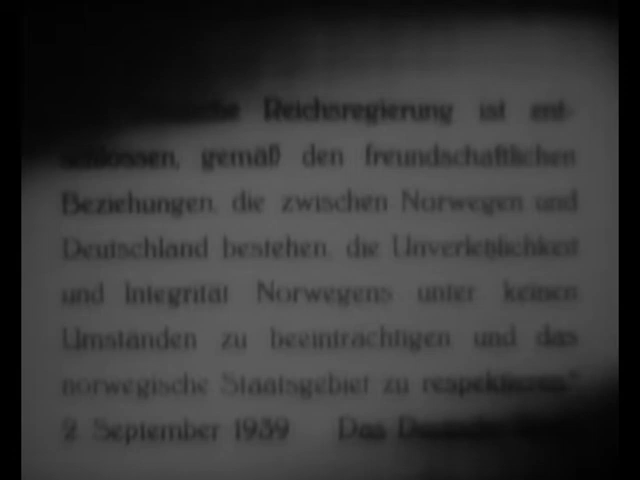 Reichsregierung ist ent-
schlossen, gemäß den freundschaftlichen
Beziehungen, die zwischen Norwegen und
Deutschland bestehen, die Unverletzlichkeit
und Integrität Norwegens unter keinen
Umständen zu beeinträchtigen und das
norwegische Staatsgebiet zu respektieren."
2 September 1939 Das Deutsche